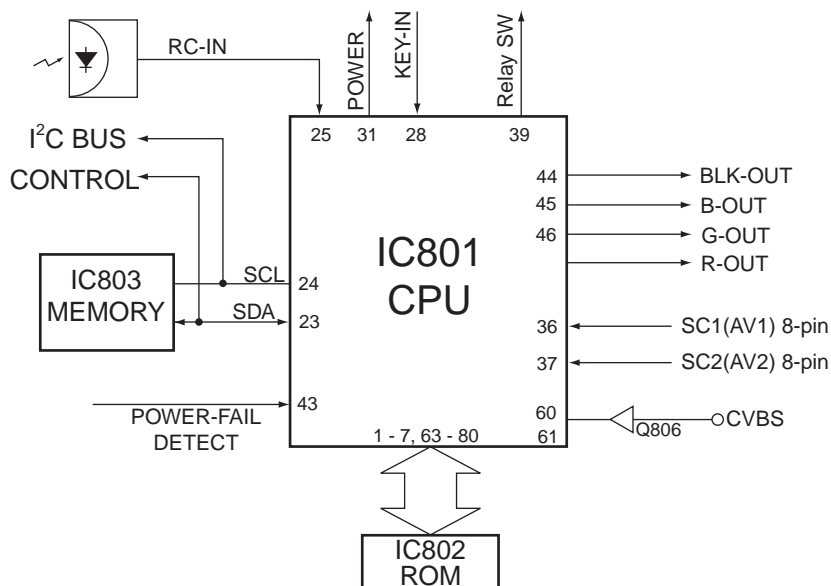 RC-IN
POWER
KEY-IN
Relay SW
I²C BUS
CONTROL
25
31
28
39
44
BLK-OUT
45
B-OUT
46
G-OUT
R-OUT
IC801
CPU
IC803
MEMORY
SCL
24
SDA
23
36
SC1(AV1) 8-pin
37
SC2(AV2) 8-pin
43
POWER-FAIL
DETECT
60
61
Q806
CVBS
1 - 7, 63 - 80
IC802
ROM